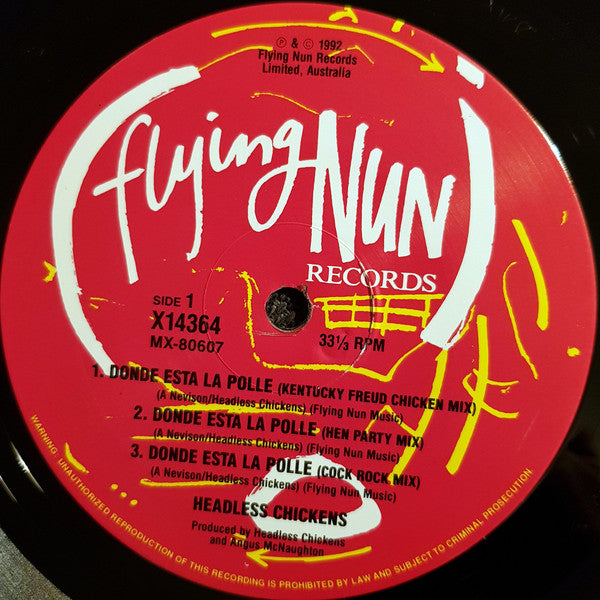 ℗ & © 1992
Flying Nun Records
Limited, Australia
flying NUN
RECORDS
SIDE 1
X14364
MX-80607
33⅓ RPM
1. DONDE ESTA LA POLLE (KENTUCKY FREUD CHICKEN MIX)
(A Nevison/Headless Chickens) (Flying Nun Music)
2. DONDE ESTA LA POLLE (HEN PARTY MIX)
(A Nevison/Headless Chickens) (Flying Nun Music)
3. DONDE ESTA LA POLLE (COCK ROCK MIX)
(A Nevison/Headless Chickens) (Flying Nun Music)
HEADLESS CHICKENS
Produced by Headless Chickens
and Angus McNaughton
WARNING: UNAUTHORIZED REPRODUCTION OF THIS RECORDING IS PROHIBITED BY LAW AND SUBJECT TO CRIMINAL PROSECUTION.